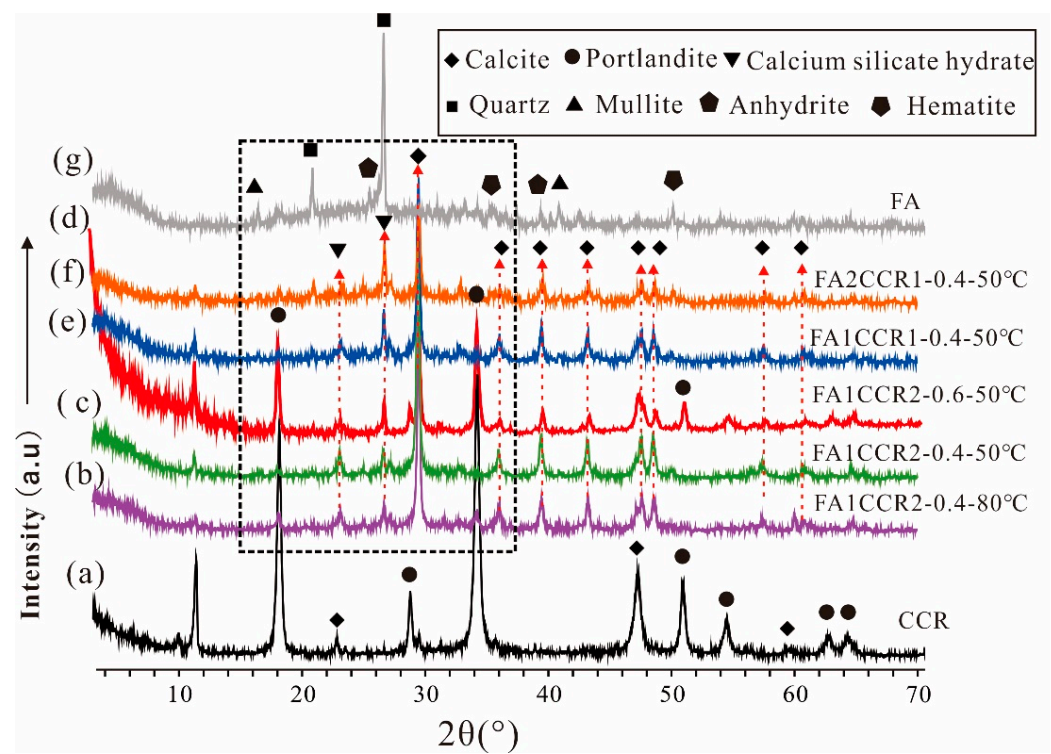 Calcite Portlandite Calcium silicate hydrate
Quartz Mullite Anhydrite Hematite
(g)
FA
(d)
(f)
FA2CCR1-0.4-50℃
(e)
FA1CCR1-0.4-50℃
FA1CCR2-0.6-50℃
( c)
FA1CCR2-0.4-50℃
(b)
FA1CCR2-0.4-80℃
(a)
CCR
Intensity (a.u)
10 20 30 40 50 60 70
2θ(°)